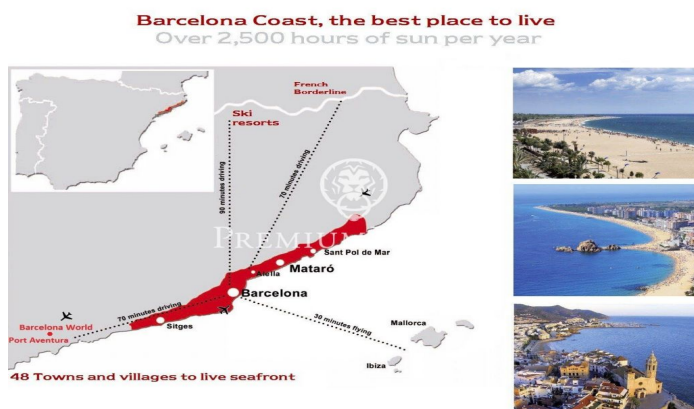 Barcelona Coast, the best place to live
Over 2,500 hours of sun per year
French
Borderline
Ski
resorts
90 minutes driving
70 minutes driving
PREMIUM
Sant Pol de Mar
Mataró
Alella
Barcelona
70 minutes driving
Barcelona World
Port Aventura
Sitges
30 minutes flying
Mallorca
Ibiza
48 Towns and villages to live seafront